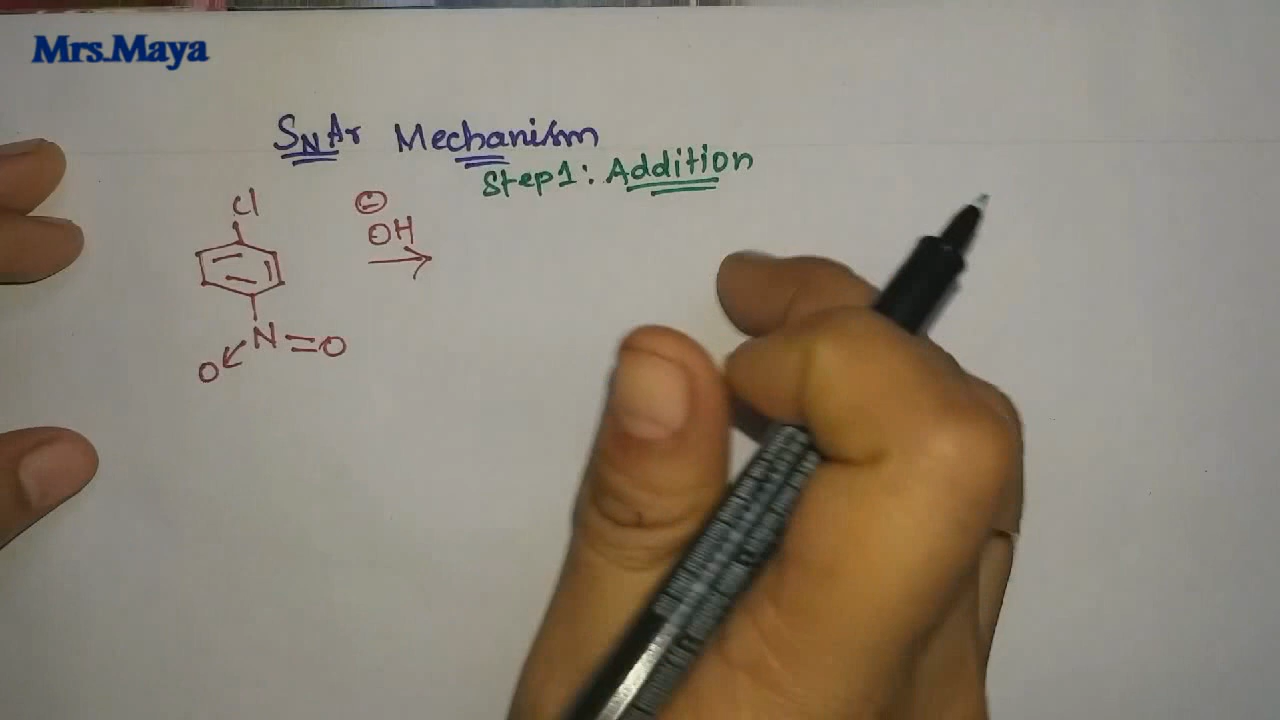 Mrs.Maya
SNAr Mechanism
Step1: Addition
Cl
⊖
OH
N=O
O